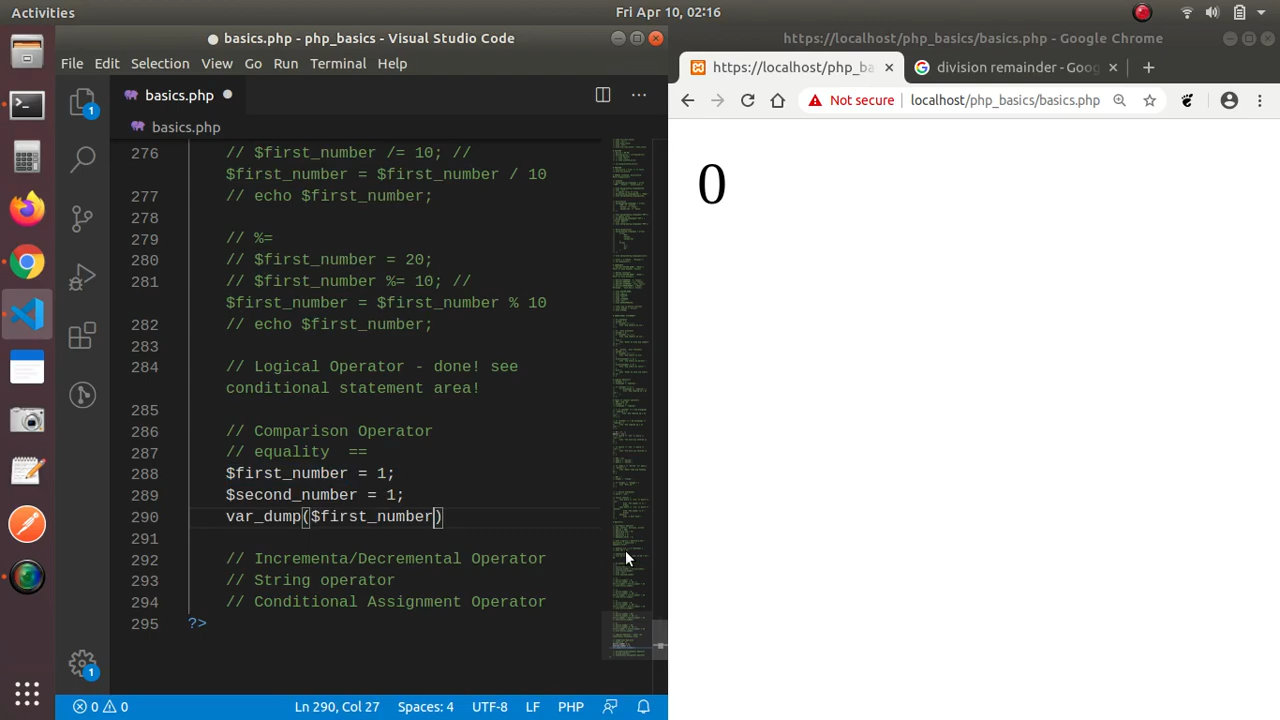 Activities
Fri Apr 10, 02:16
basics.php - php_basics - Visual Studio Code
File Edit Selection View Go Run Terminal Help
basics.php
basics.php
276 // $first_number /= 10; //
$first_number = $first_number / 10
277 // echo $first_number;
278
279 // %=
280 // $first_number = 20;
281 // $first_number %= 10; //
$first_number = $first_number % 10
282 // echo $first_number;
283
284 // Logical Operator - done! see
conditional statement area!
285
286 // Comparison Operator
287 // equality  ==
288 $first_number = 1;
289 $second_number = 1;
290 var_dump($first_number)
291
292 // Incrementa/Decremental Operator
293 // String operator
294 // Conditional Assignment Operator
295 ?>
1
1
0 0
Ln 290, Col 27
Spaces: 4
UTF-8
LF
PHP
https://localhost/php_basics/basics.php - Google Chrome
https://localhost/php_ba
division remainder - Goog
Not secure
localhost/php_basics/basics.php
0